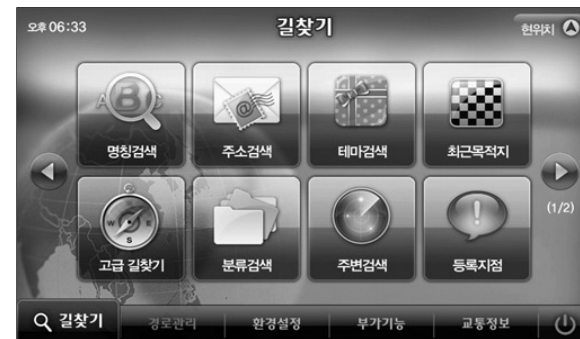 오후 06:33
길찾기
현위치
A B C
명칭검색
@
주소검색
테마검색
최근목적지
W E
S
고급 길찾기
분류검색
주변검색
등록지점
(1/2)
길찾기
경로관리
환경설정
부가기능
교통정보